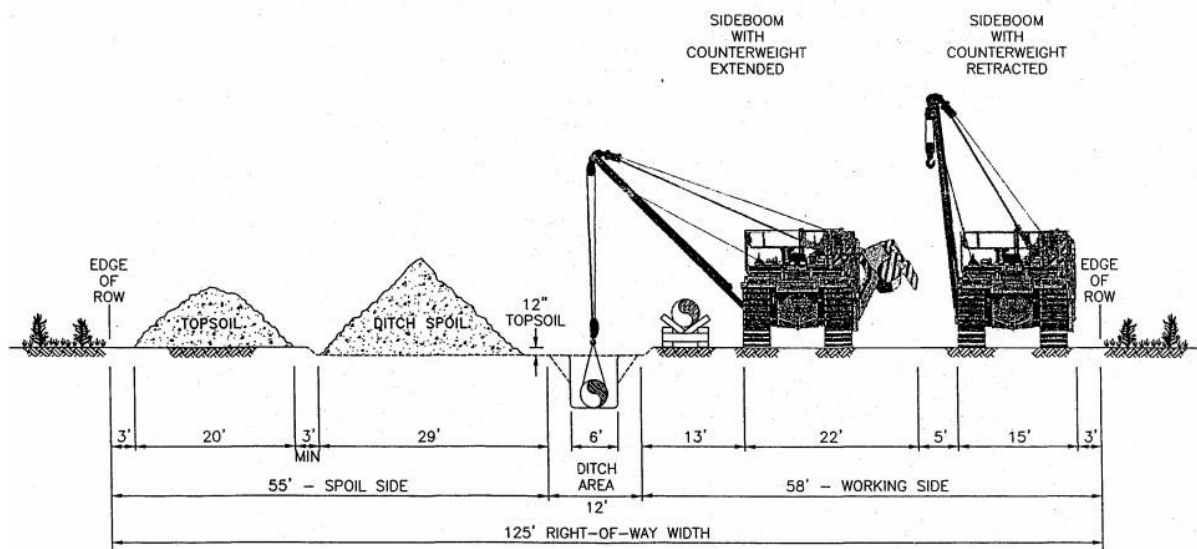 SIDEBOOM
WITH
COUNTERWEIGHT
EXTENDED
SIDEBOOM
WITH
COUNTERWEIGHT
RETRACTED
EDGE
OF
ROW
TOPSOIL
DITCH SPOIL
12"
TOPSOIL
EDGE
OF
ROW
3'
20'
3'
MIN
29'
6'
13'
22'
5'
15'
3'
DITCH
AREA
55' - SPOIL SIDE
12'
58' - WORKING SIDE
125' RIGHT-OF-WAY WIDTH